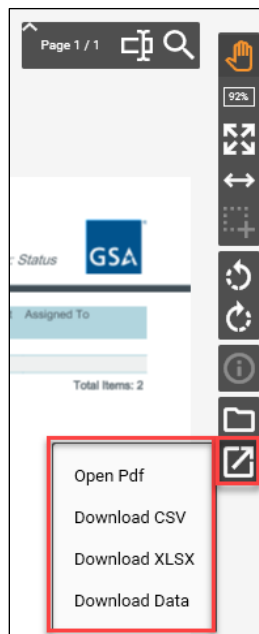 Page 1 / 1
92%
: Status
GSA
Assigned To
Total Items: 2
Open Pdf
Download CSV
Download XLSX
Download Data